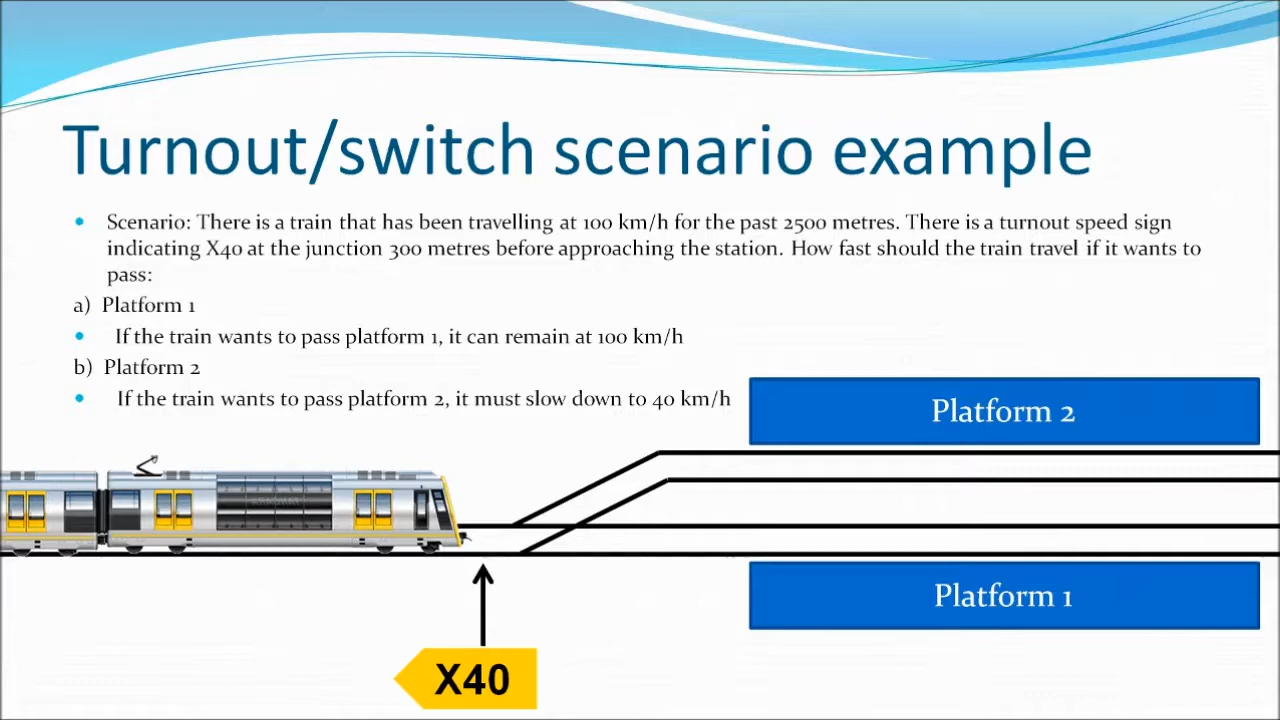 Turnout/switch scenario example
Scenario: There is a train that has been travelling at 100 km/h for the past 2500 metres. There is a turnout speed sign
indicating X40 at the junction 300 metres before approaching the station. How fast should the train travel if it wants to
pass:
a) Platform 1
If the train wants to pass platform 1, it can remain at 100 km/h
b) Platform 2
If the train wants to pass platform 2, it must slow down to 40 km/h
Platform 2
Platform 1
X40